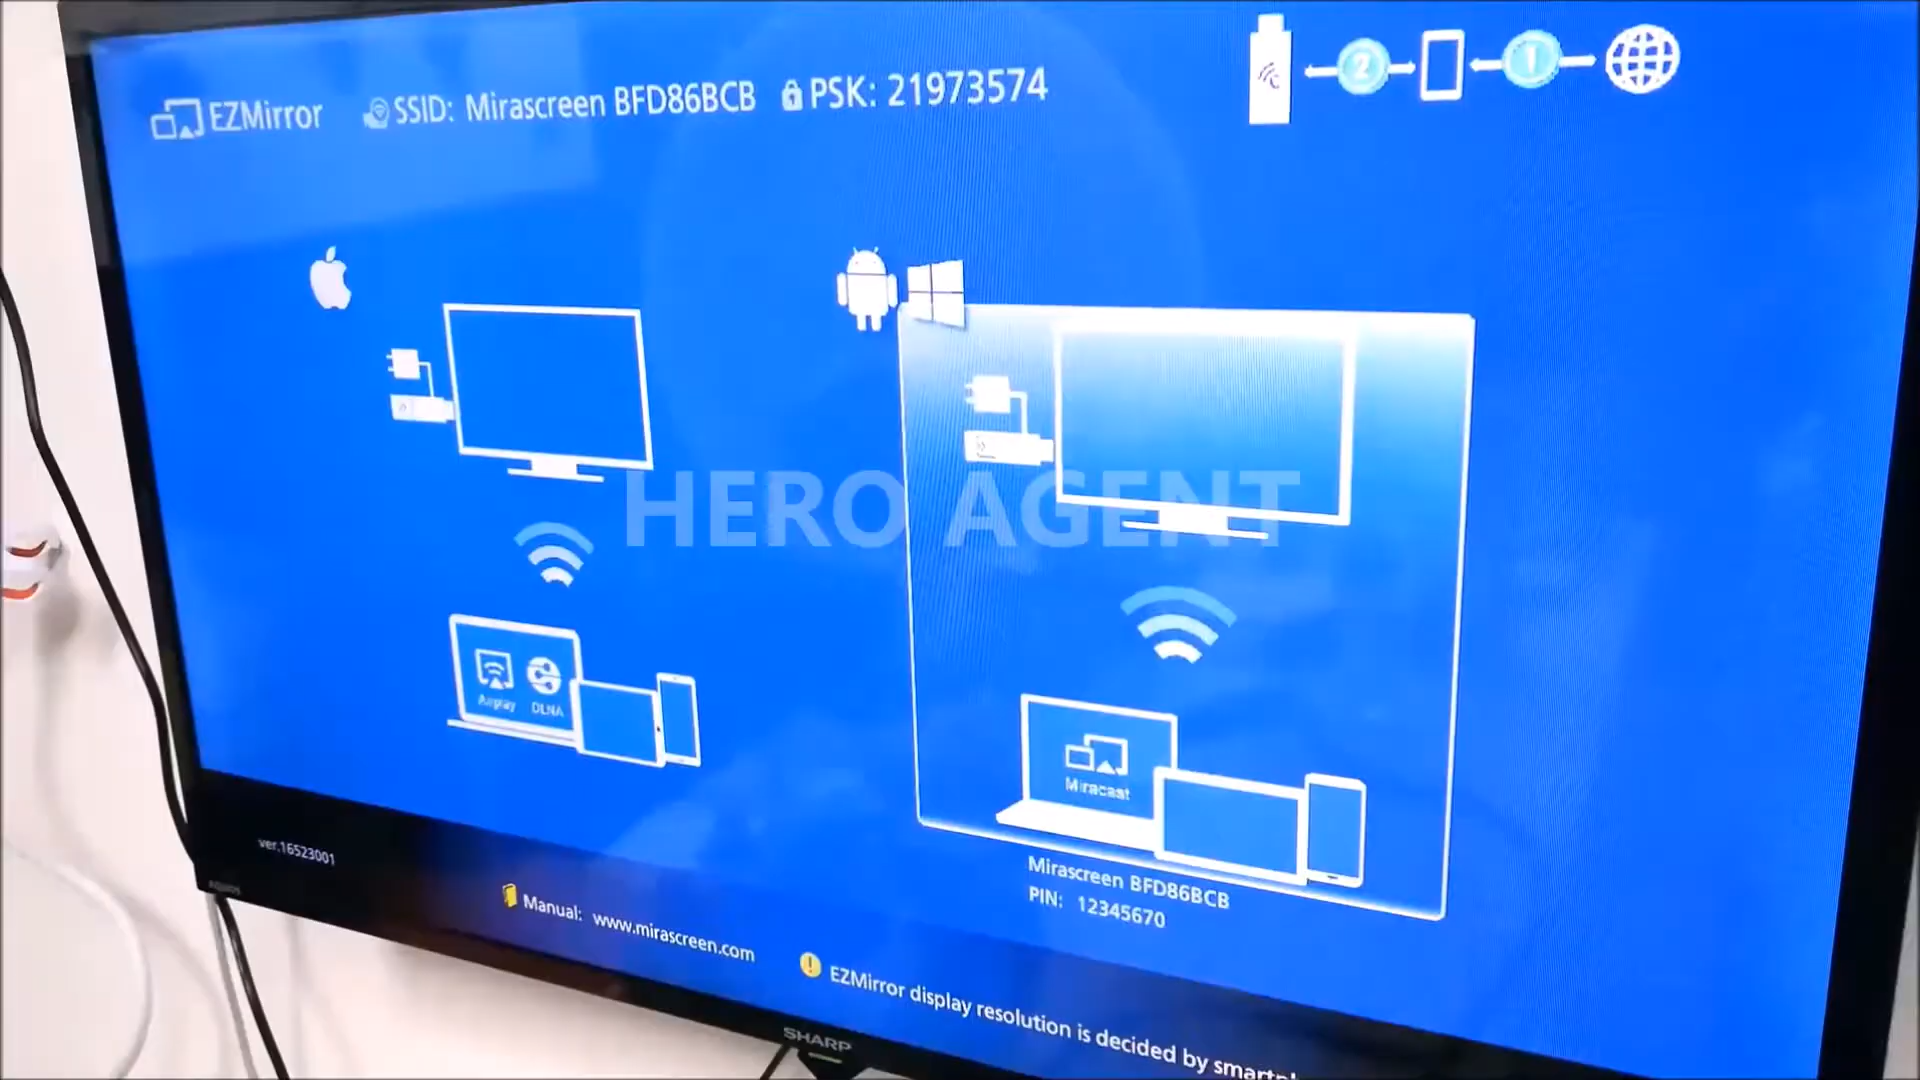 EZMirror SSID: Mirascreen BFD86BCB PSK: 21973574
2 1
HERO AGENT
Airplay DLNA
Miracast
Mirascreen BFD86BCB
PIN: 12345670
ver.16523001
AQUOS
Manual: www.mirascreen.com
EZMirror display resolution is decided by
SHARP